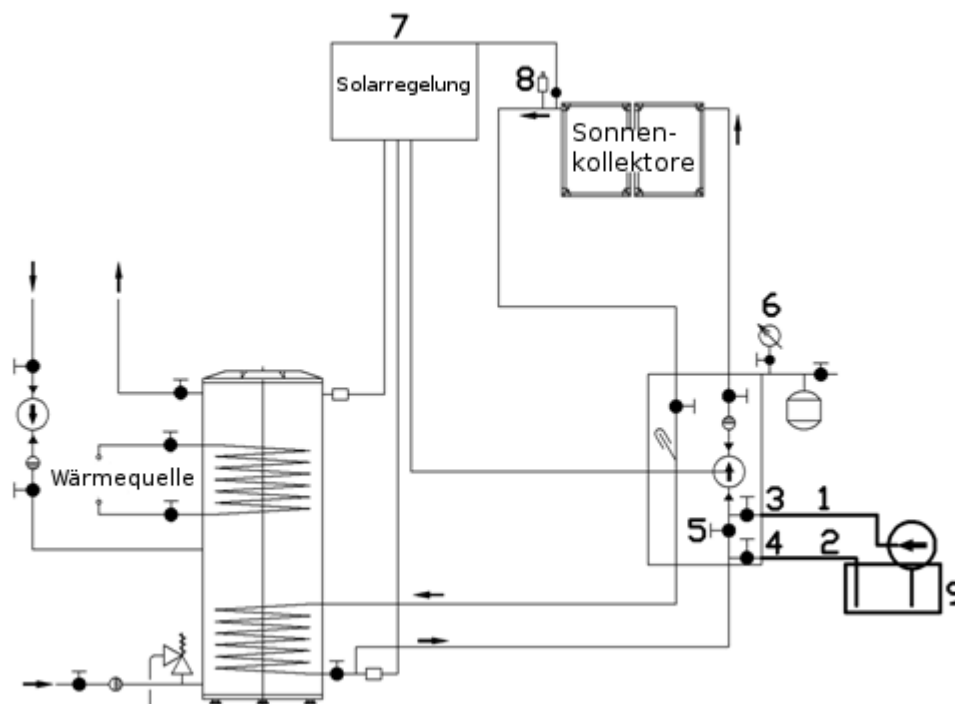 7
Solarregelung
8
Sonnen-
kollektore
6
Wärmequelle
3 1
5
4 2
9